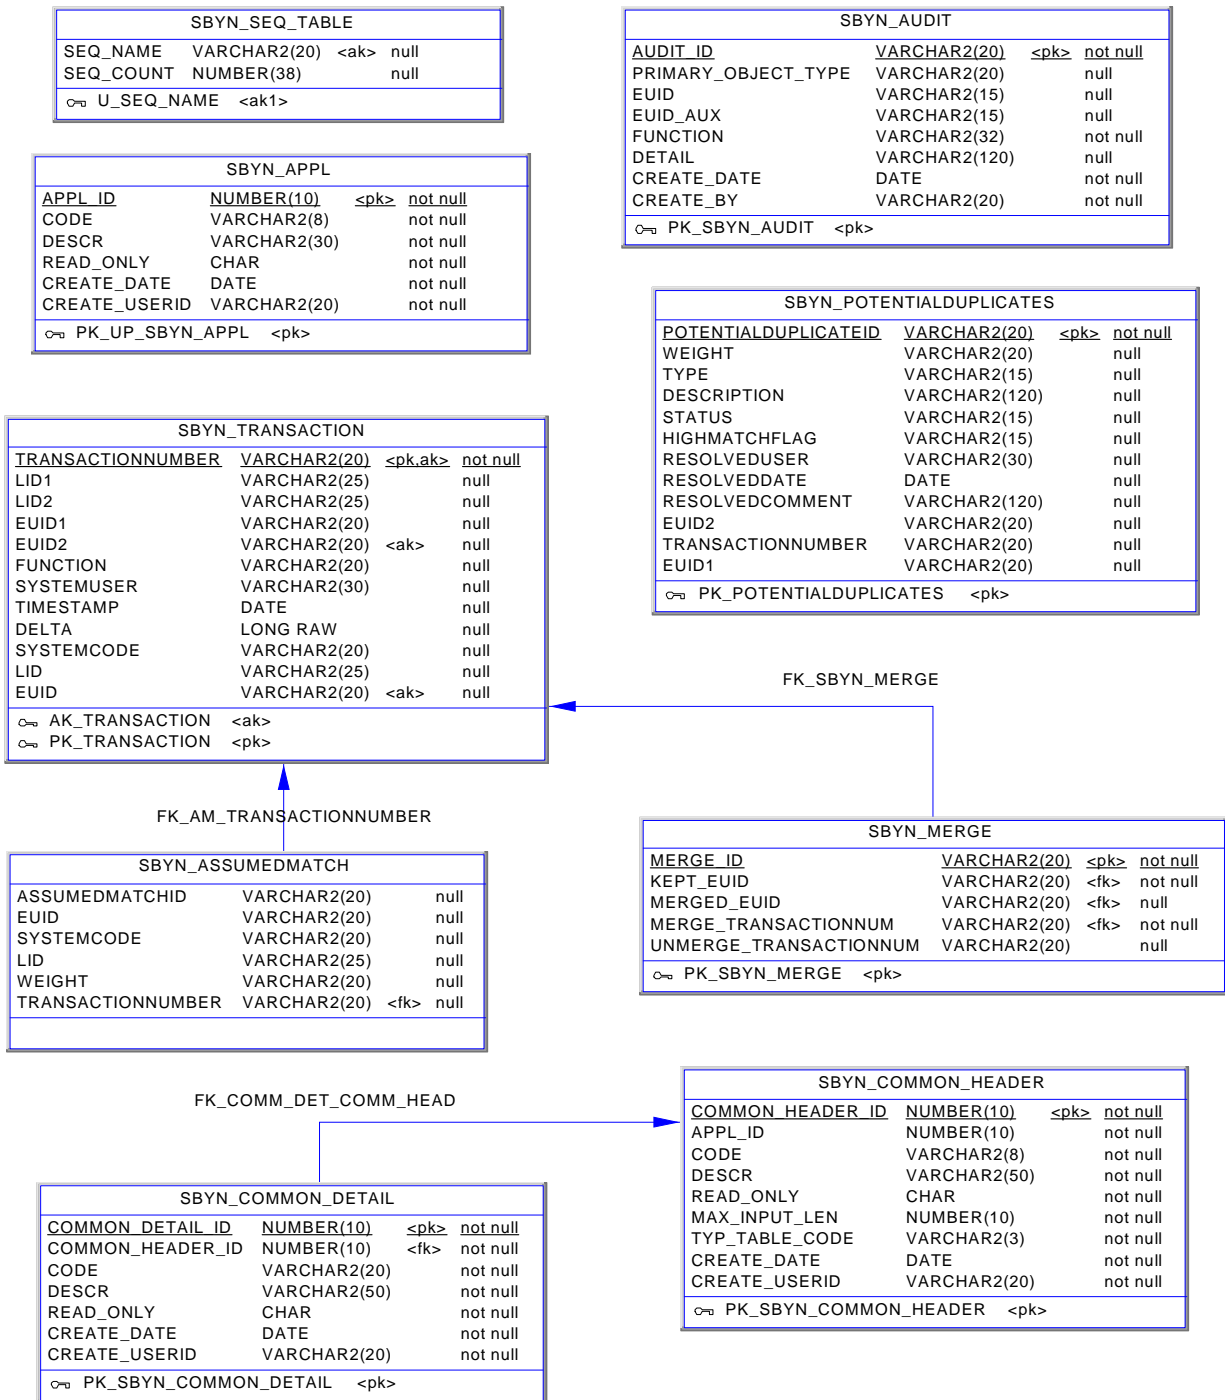 SBYN_SEQ_TABLE
SEQ_NAME VARCHAR2(20) <ak> null
SEQ_COUNT NUMBER(38) null
U_SEQ_NAME <ak1>
SBYN_AUDIT
AUDIT_ID VARCHAR2(20) <pk> not null
PRIMARY_OBJECT_TYPE VARCHAR2(20) null
EUID VARCHAR2(15) null
EUID_AUX VARCHAR2(15) null
FUNCTION VARCHAR2(32) not null
DETAIL VARCHAR2(120) null
CREATE_DATE DATE not null
CREATE_BY VARCHAR2(20) not null
PK_SBYN_AUDIT <pk>
SBYN_APPL
APPL_ID NUMBER(10) <pk> not null
CODE VARCHAR2(8) not null
DESCR VARCHAR2(30) not null
READ_ONLY CHAR not null
CREATE_DATE DATE not null
CREATE_USERID VARCHAR2(20) not null
PK_UP_SBYN_APPL <pk>
SBYN_POTENTIALDUPLICATES
POTENTIALDUPLICATEID VARCHAR2(20) <pk> not null
WEIGHT VARCHAR2(20) null
TYPE VARCHAR2(15) null
DESCRIPTION VARCHAR2(120) null
STATUS VARCHAR2(15) null
HIGHMATCHFLAG VARCHAR2(15) null
RESOLVEDUSER VARCHAR2(30) null
RESOLVEDDATE DATE null
RESOLVEDCOMMENT VARCHAR2(120) null
EUID2 VARCHAR2(20) null
TRANSACTIONNUMBER VARCHAR2(20) null
EUID1 VARCHAR2(20) null
PK_POTENTIALDUPLICATES <pk>
SBYN_TRANSACTION
TRANSACTIONNUMBER VARCHAR2(20) <pk,ak> not null
LID1 VARCHAR2(25) null
LID2 VARCHAR2(25) null
EUID1 VARCHAR2(20) null
EUID2 VARCHAR2(20) <ak> null
FUNCTION VARCHAR2(20) null
SYSTEMUSER VARCHAR2(30) null
TIMESTAMP DATE null
DELTA LONG RAW null
SYSTEMCODE VARCHAR2(20) null
LID VARCHAR2(25) null
EUID VARCHAR2(20) <ak> null
AK_TRANSACTION <ak>
PK_TRANSACTION <pk>
FK_SBYN_MERGE
FK_AM_TRANSACTIONNUMBER
SBYN_MERGE
MERGE_ID VARCHAR2(20) <pk> not null
KEPT_EUID VARCHAR2(20) <fk> not null
MERGED_EUID VARCHAR2(20) <fk> null
MERGE_TRANSACTIONNUM VARCHAR2(20) <fk> not null
UNMERGE_TRANSACTIONNUM VARCHAR2(20) null
PK_SBYN_MERGE <pk>
SBYN_ASSUMEDMATCH
ASSUMEDMATCHID VARCHAR2(20) null
EUID VARCHAR2(20) null
SYSTEMCODE VARCHAR2(20) null
LID VARCHAR2(25) null
WEIGHT VARCHAR2(20) null
TRANSACTIONNUMBER VARCHAR2(20) <fk> null
FK_COMM_DET_COMM_HEAD
SBYN_COMMON_HEADER
COMMON_HEADER_ID NUMBER(10) <pk> not null
APPL_ID NUMBER(10) not null
CODE VARCHAR2(8) not null
DESCR VARCHAR2(50) not null
READ_ONLY CHAR not null
MAX_INPUT_LEN NUMBER(10) not null
TYP_TABLE_CODE VARCHAR2(3) not null
CREATE_DATE DATE not null
CREATE_USERID VARCHAR2(20) not null
PK_SBYN_COMMON_HEADER <pk>
SBYN_COMMON_DETAIL
COMMON_DETAIL_ID NUMBER(10) <pk> not null
COMMON_HEADER_ID NUMBER(10) <fk> not null
CODE VARCHAR2(20) not null
DESCR VARCHAR2(50) not null
READ_ONLY CHAR not null
CREATE_DATE DATE not null
CREATE_USERID VARCHAR2(20) not null
PK_SBYN_COMMON_DETAIL <pk>